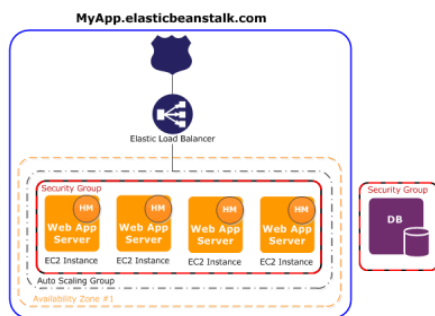 MyApp.elasticbeanstalk.com
Elastic Load Balancer
Security Group
HM
HM
HM
HM
Web App
Server
Web App
Server
Web App
Server
Web App
Server
EC2 Instance
EC2 Instance
EC2 Instance
EC2 Instance
Auto Scaling Group
Availability Zone #1
Security Group
DB